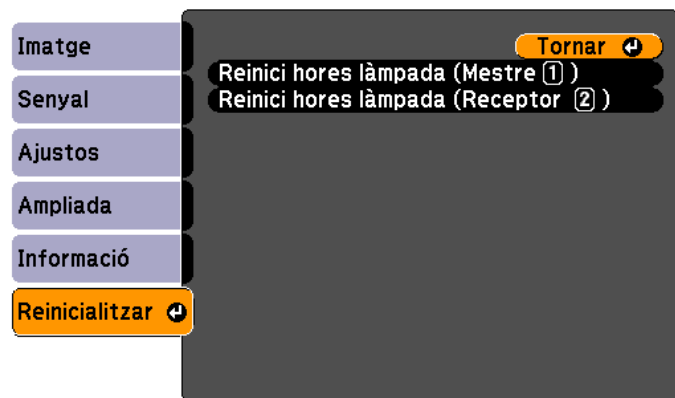 Imatge
Senyal
Ajustos
Ampliada
Informació
Reinicialitzar
Tornar
Reinici hores làmpada (Mestre 1 )
Reinici hores làmpada (Receptor 2 )